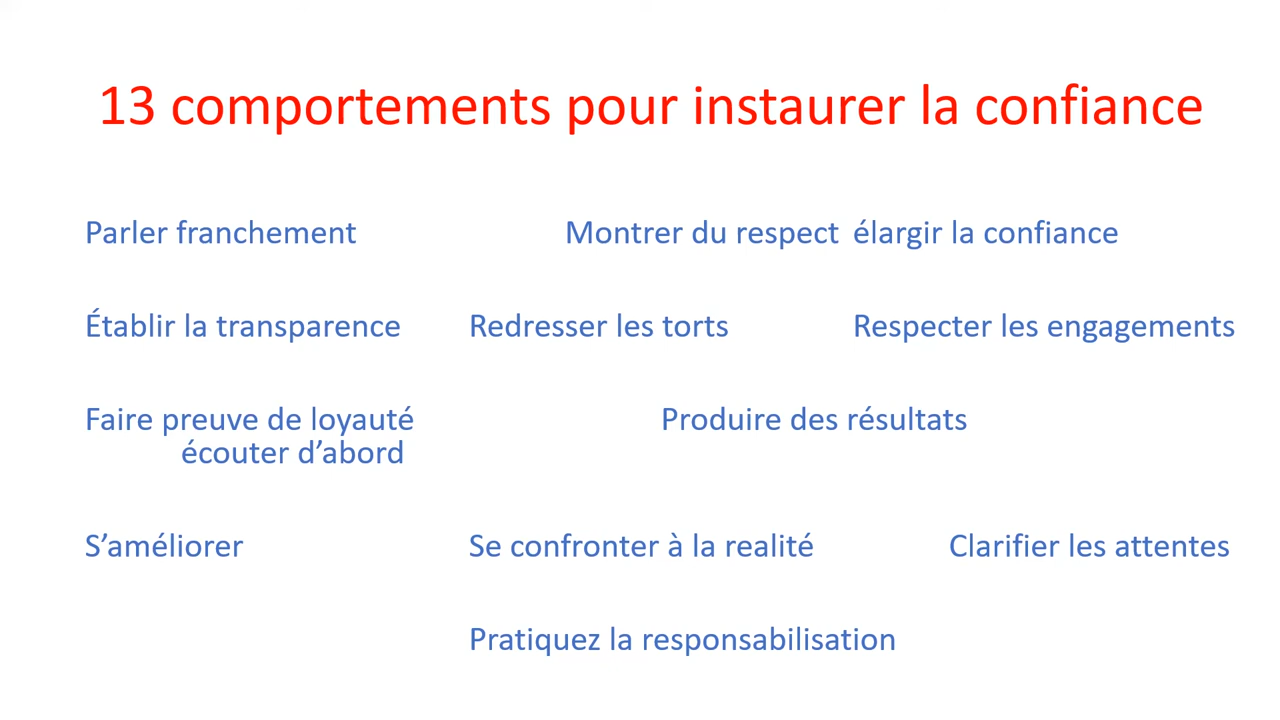 13 comportements pour instaurer la confiance
Parler franchement Montrer du respect élargir la confiance
Établir la transparence Redresser les torts Respecter les engagements
Faire preuve de loyauté Produire des résultats
écouter d’abord
S’améliorer Se confronter à la realité Clarifier les attentes
Pratiquez la responsabilisation